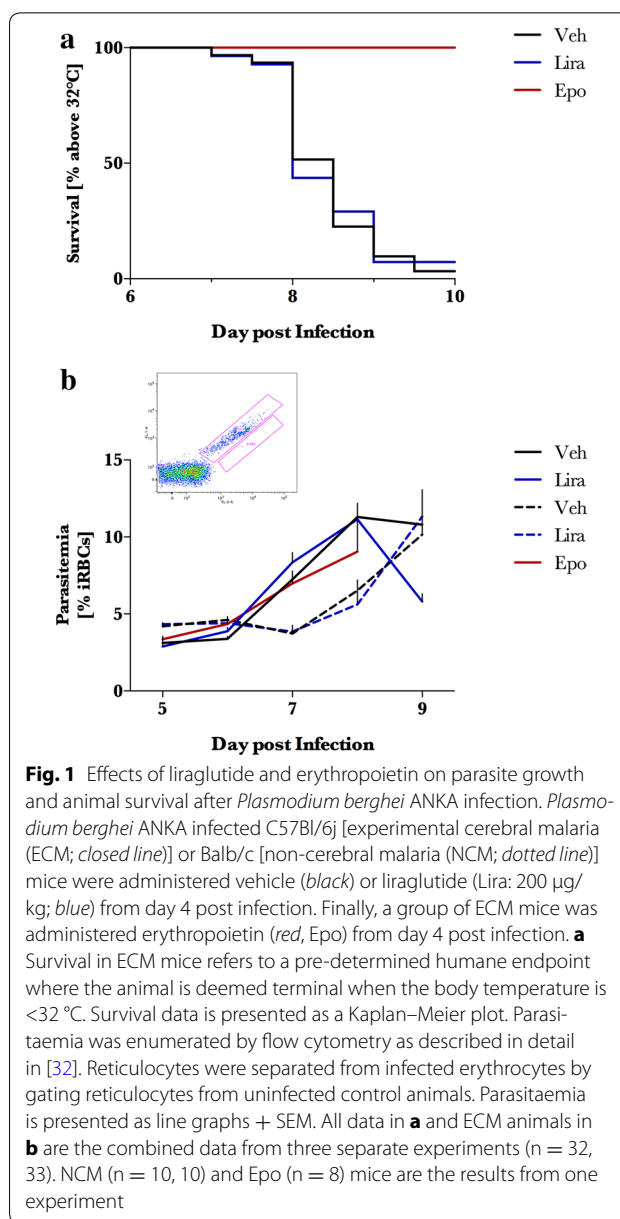 a
100
50
0
Survival [% above 32°C]
6
8
10
Day post Infection
Veh
Lira
Epo
b
15
10
5
0
Parasitemia
[% iRBCs]
5
7
9
Day post Infection
Veh
Lira
Veh
Lira
Epo
Fig. 1 Effects of liraglutide and erythropoietin on parasite growth
and animal survival after Plasmodium berghei ANKA infection. Plasmo-
dium berghei ANKA infected C57Bl/6j [experimental cerebral malaria
(ECM; closed line)] or Balb/c [non-cerebral malaria (NCM; dotted line)]
mice were administered vehicle (black) or liraglutide (Lira: 200 µg/
kg; blue) from day 4 post infection. Finally, a group of ECM mice was
administered erythropoietin (red, Epo) from day 4 post infection. a
Survival in ECM mice refers to a pre-determined humane endpoint
where the animal is deemed terminal when the body temperature is
<32 °C. Survival data is presented as a Kaplan–Meier plot. Parasi-
taemia was enumerated by flow cytometry as described in detail
in [32]. Reticulocytes were separated from infected erythrocytes by
gating reticulocytes from uninfected control animals. Parasitaemia
is presented as line graphs + SEM. All data in a and ECM animals in
b are the combined data from three separate experiments (n = 32,
33). NCM (n = 10, 10) and Epo (n = 8) mice are the results from one
experiment